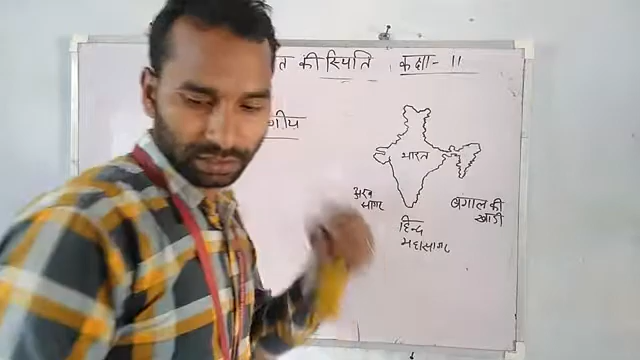 की स्थिति कक्षा - 11
भारत
अरब
सागर
बंगाल की
खाड़ी
हिन्द
महासागर